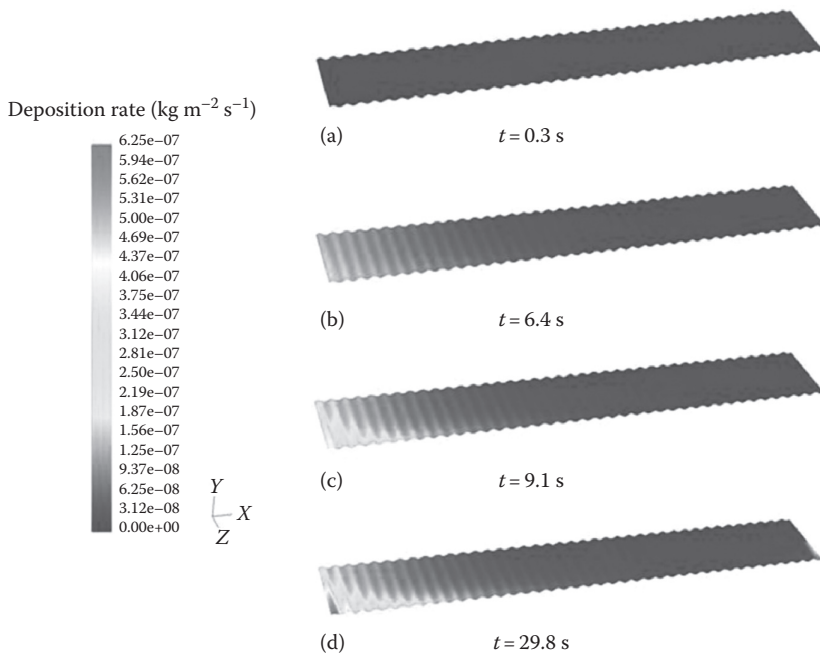 Deposition rate (kg m⁻² s⁻¹)
6.25e–07
5.94e–07
5.62e–07
5.31e–07
5.00e–07
4.69e–07
4.37e–07
4.06e–07
3.75e–07
3.44e–07
3.12e–07
2.81e–07
2.50e–07
2.19e–07
1.87e–07
1.56e–07
1.25e–07
9.37e–08
6.25e–08
3.12e–08
0.00e+00
Y
X
Z
(a) t = 0.3 s
(b) t = 6.4 s
(c) t = 9.1 s
(d) t = 29.8 s